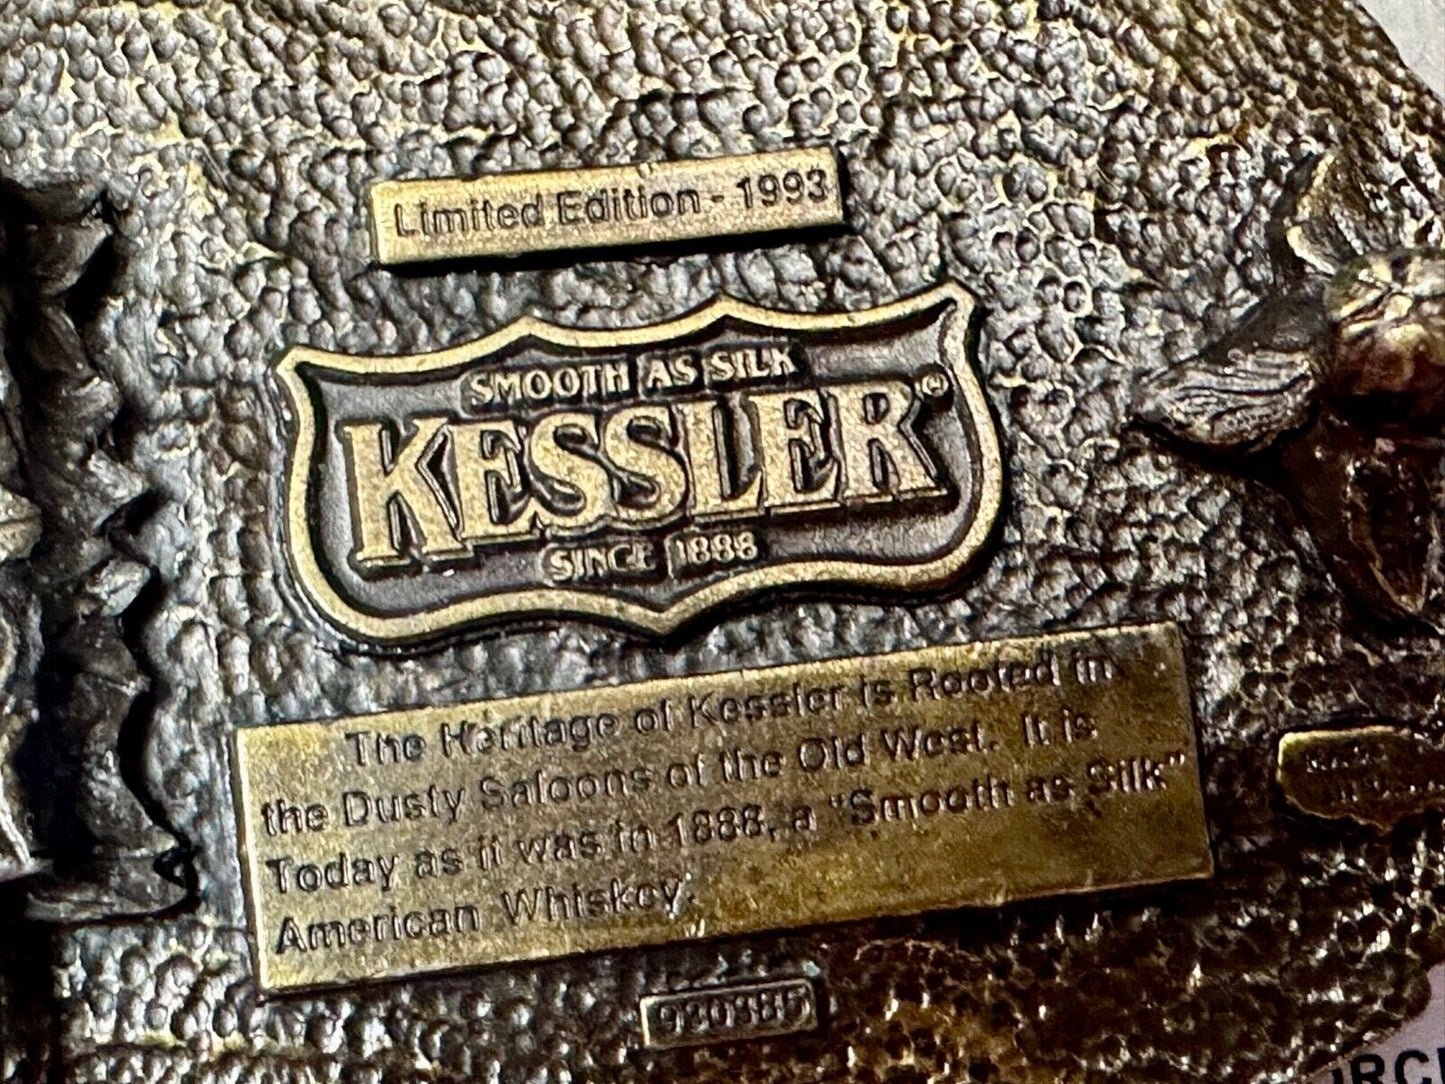 Limited Edition - 1993
SMOOTH AS SILK
KESSLER®
SINCE 1888
The Heritage of Kessler is Rooted in
the Dusty Saloons of the Old West. It is
Today as it was in 1888, a "Smooth as Silk"
American Whiskey.
930885